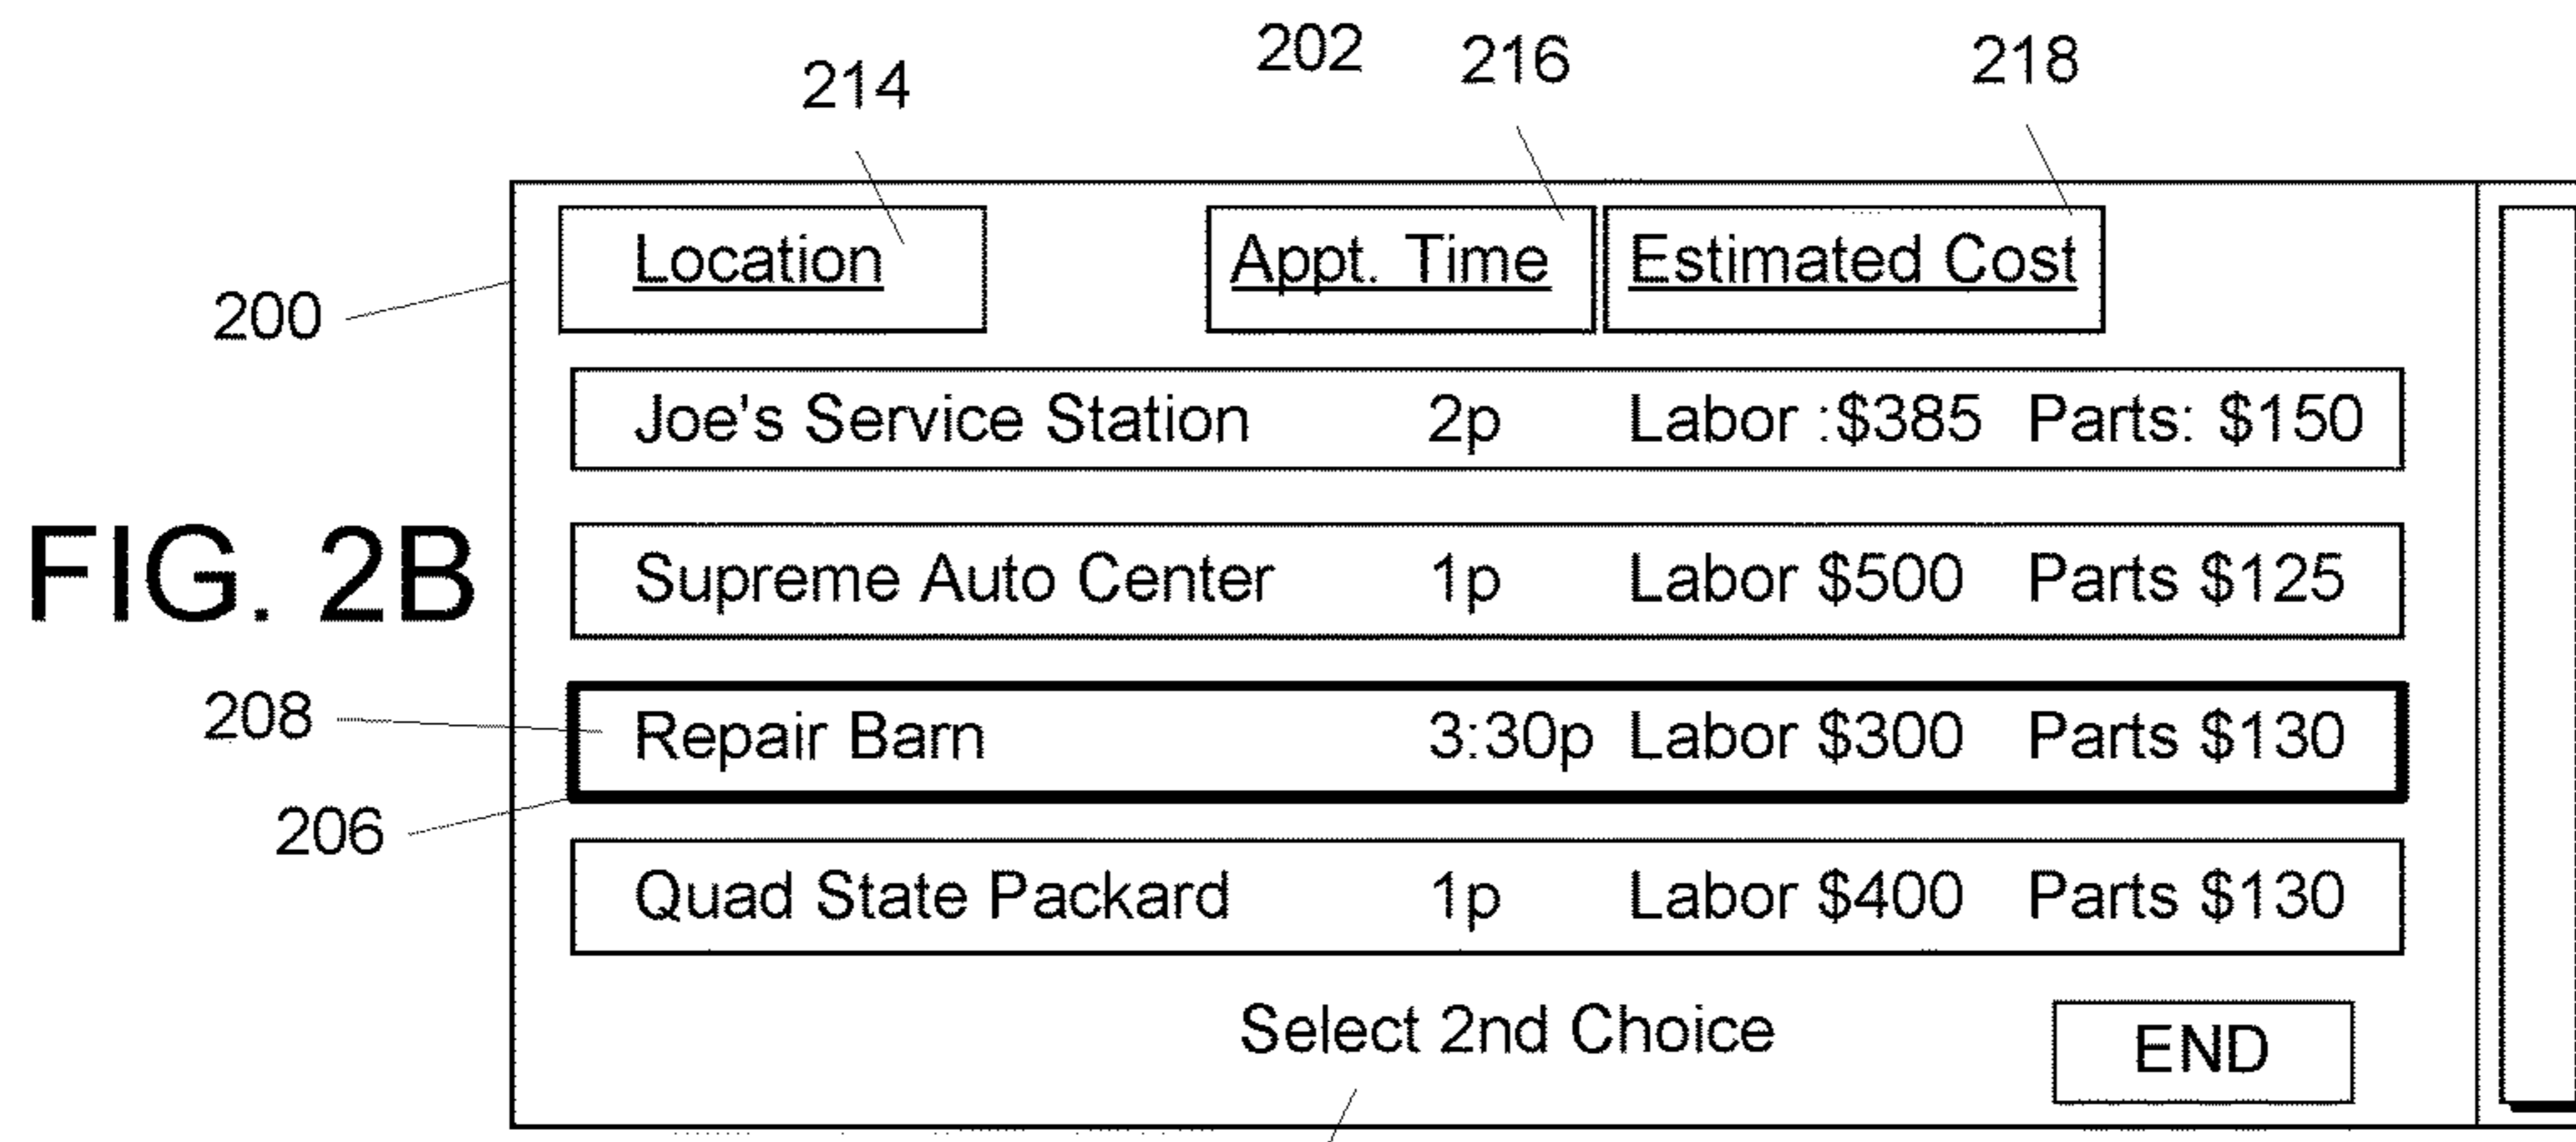 202 216 218
214
Location Appt. Time Estimated Cost
200
Joe's Service Station 2p Labor :$385 Parts: $150
FIG. 2B
Supreme Auto Center 1p Labor $500 Parts $125
208
Repair Barn 3:30p Labor $300 Parts $130
206
Quad State Packard 1p Labor $400 Parts $130
Select 2nd Choice END